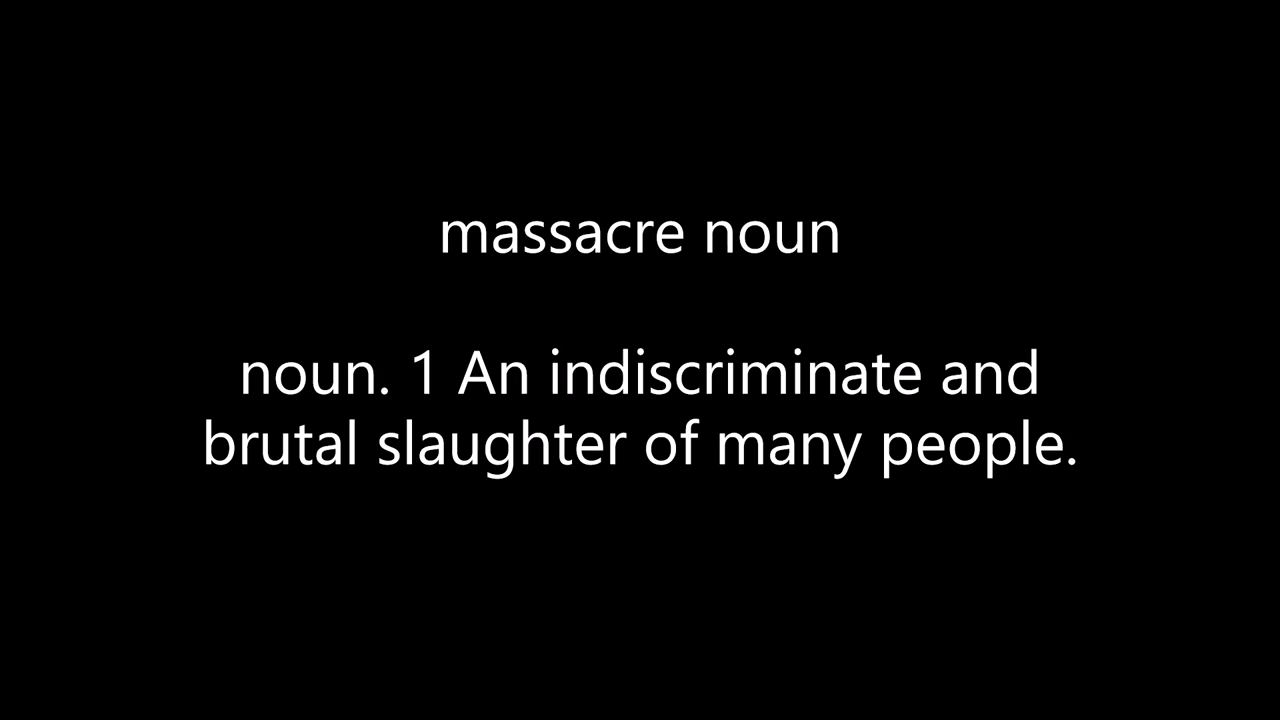 massacre noun
noun. 1 An indiscriminate and
brutal slaughter of many people.